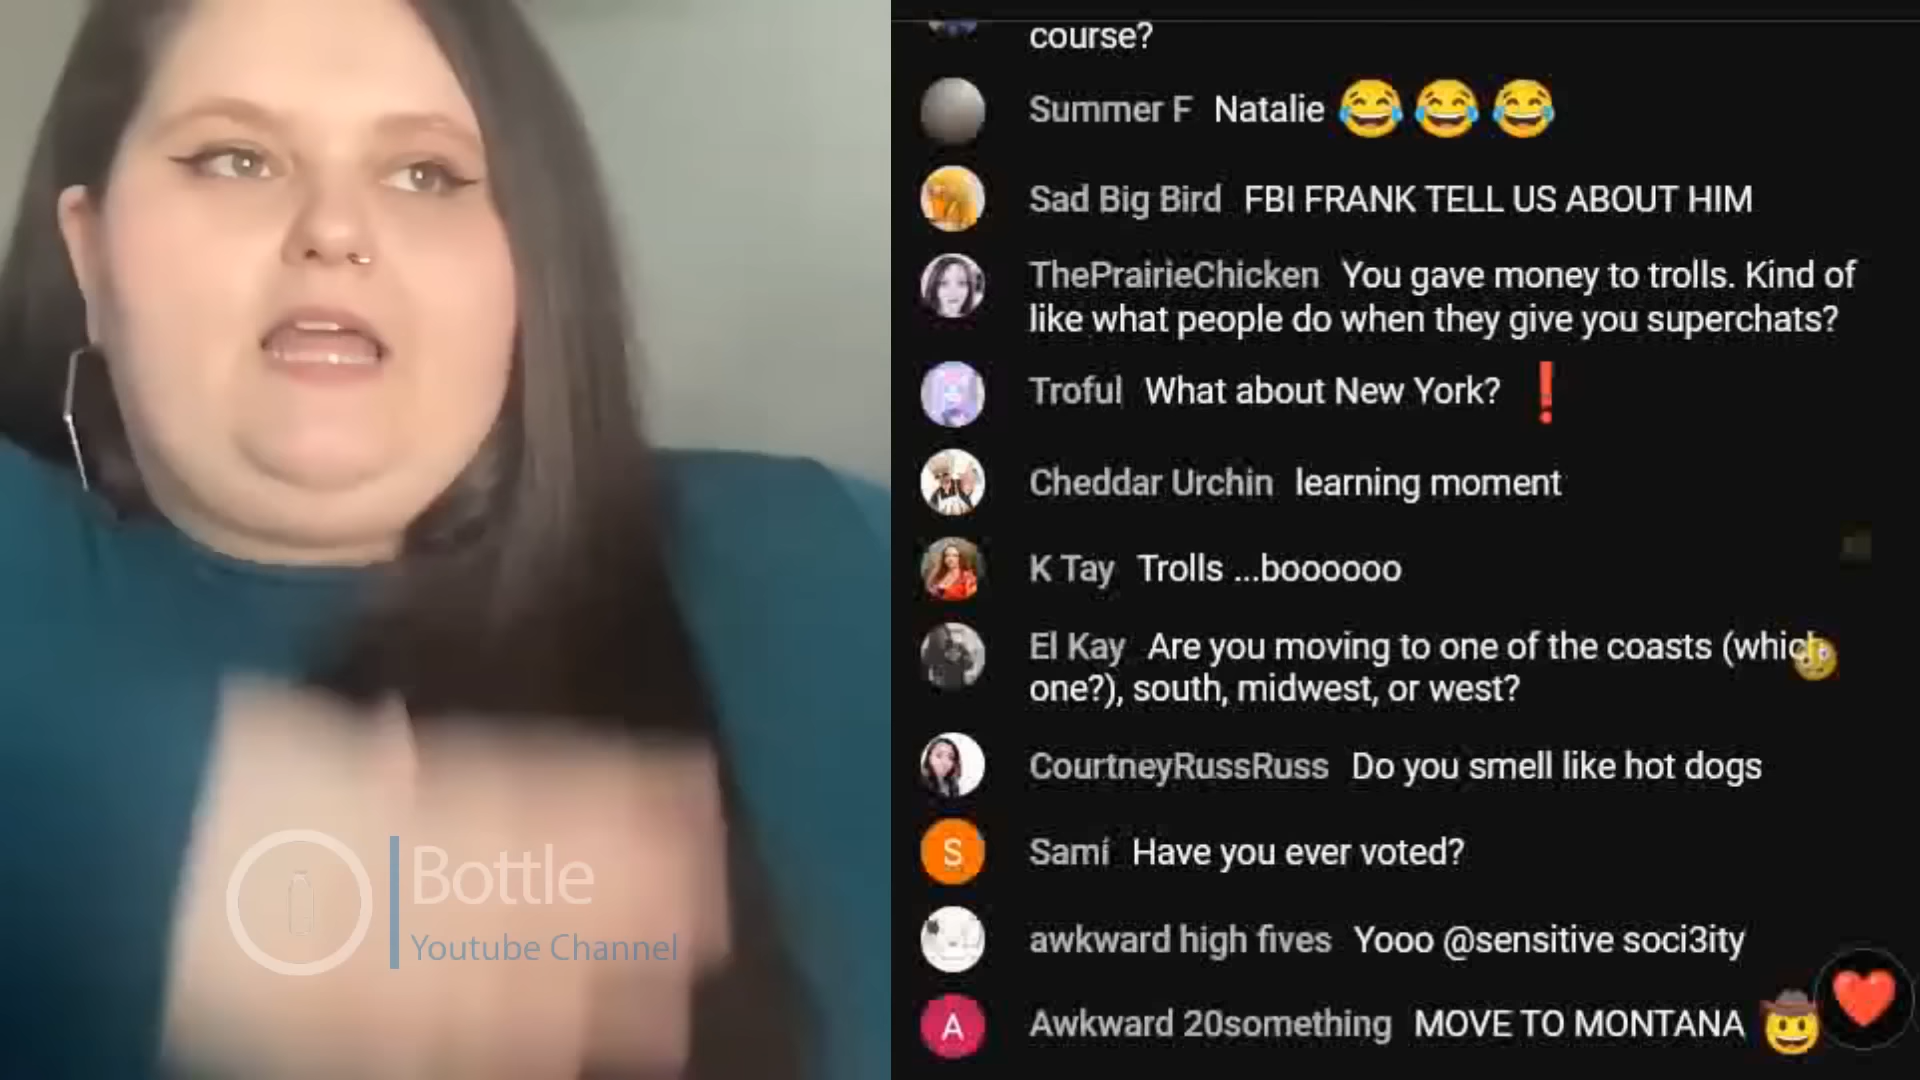 course?
Summer F Natalie 😂 😂 😂
Sad Big Bird FBI FRANK TELL US ABOUT HIM
ThePrairieChicken You gave money to trolls. Kind of
like what people do when they give you superchats?
Troful What about New York? ❗
Cheddar Urchin learning moment
K Tay Trolls ...boooooo
El Kay Are you moving to one of the coasts (which
one?), south, midwest, or west?
CourtneyRussRuss Do you smell like hot dogs
S Samí Have you ever voted?
awkward high fives Yooo @sensitive soci3ity
A Awkward 20something MOVE TO MONTANA 🤠
Bottle
Youtube Channel